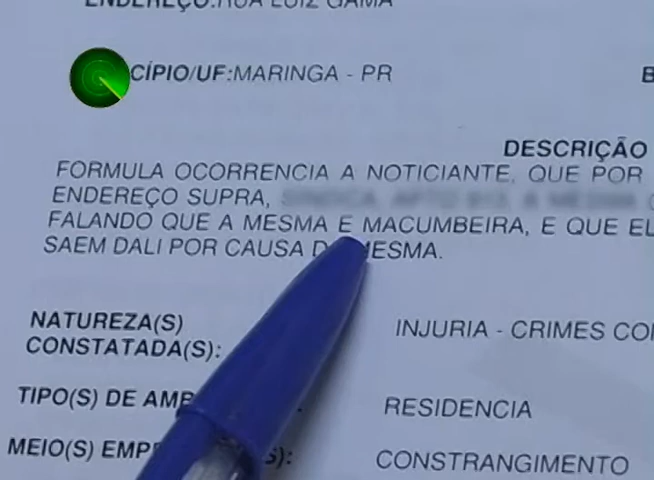 ENDEREÇO:RUA LUIZ GAMA
CÍPIO/UF:MARINGA - PR
B
DESCRIÇÃO
FORMULA OCORRENCIA A NOTICIANTE, QUE POR
ENDEREÇO SUPRA,
FALANDO QUE A MESMA E MACUMBEIRA, E QUE EL
SAEM DALI POR CAUSA D MESMA.
NATUREZA(S)
CONSTATADA(S):
INJURIA - CRIMES CO
TIPO(S) DE AMB
RESIDENCIA
MEIO(S) EMP S):
CONSTRANGIMENTO